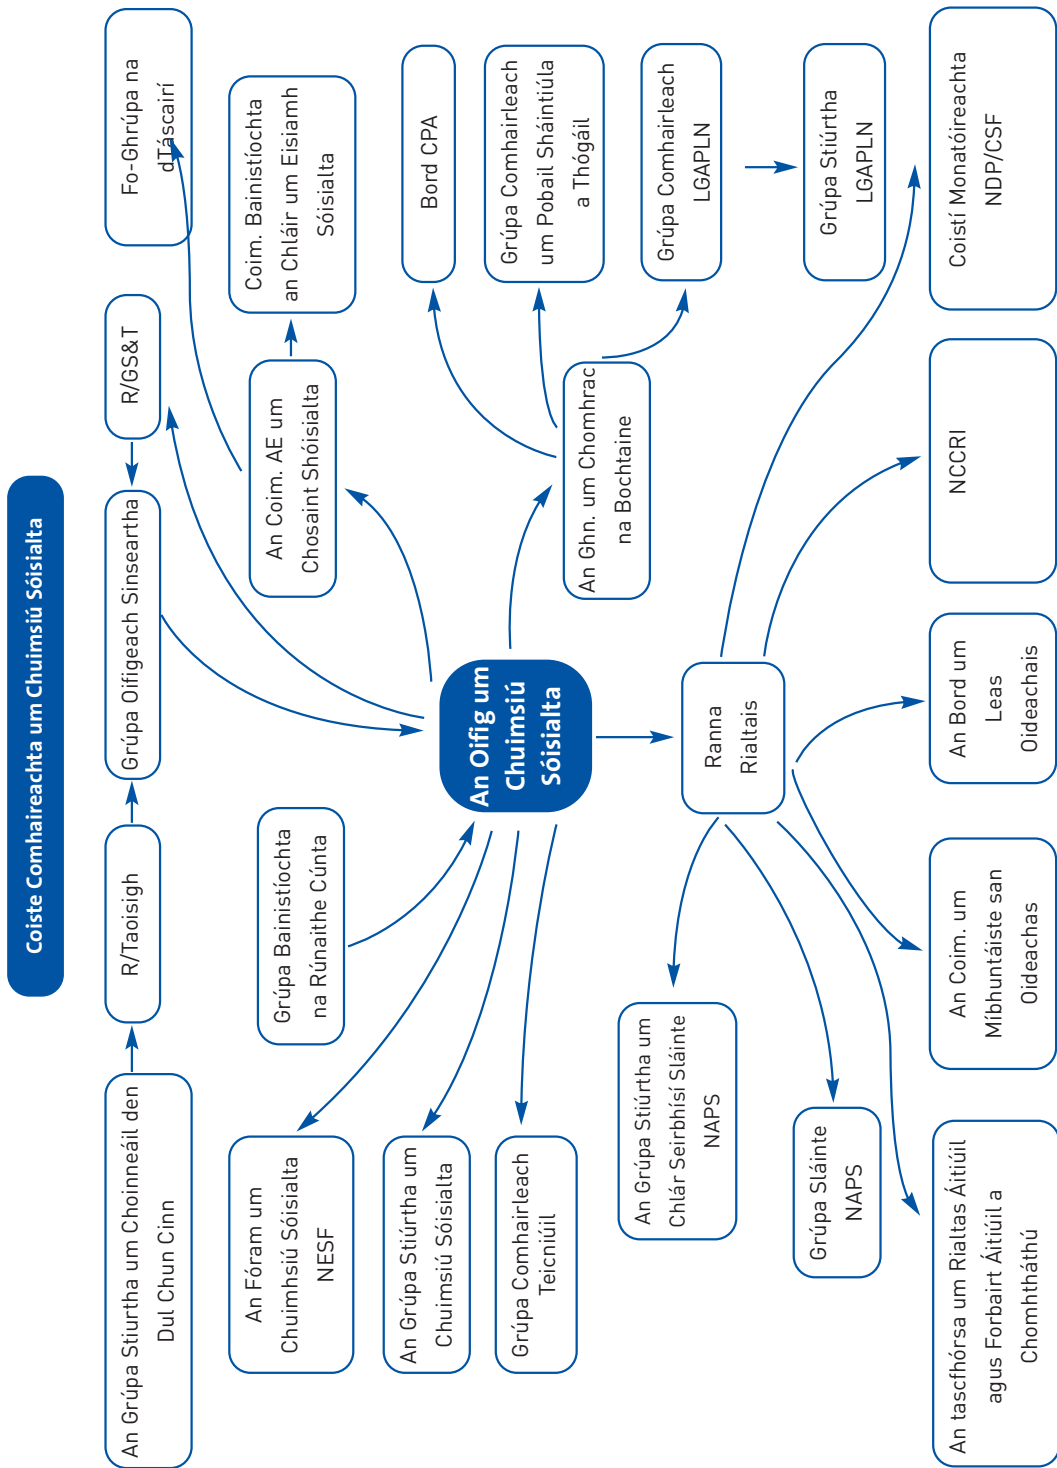 Coiste Comhaireachta um Chuimsiú Sóisialta
An Grúpa Stiurtha um Choinneáil den
Dul Chun Cinn
R/Taoisigh
Grúpa Oifigeach Sinseartha
R/GS&T
Fo-Ghrúpa na
dTáscairí
An Fóram um
Chuimhsiú Sóisialta
NESF
Grúpa Bainistíochta
na Rúnaithe Cúnta
An Coim. AE um
Chosaint Shóisialta
Coim. Bainistíochta
an Chláir um Eisiamh
Sóisialta
An Grúpa Stiúrtha um
Chuimsiú Sóisialta
Grúpa Comhairleach
Teicniúil
An Oifig um
Chuimsiú
Sóisialta
An Ghn. um Chomhrac
na Bochtaine
Bord CPA
Grúpa Comhairleach
um Pobail Sháintiúla
a Thógáil
Grúpa Comhairleach
LGAPLN
Grúpa Stiúrtha
LGAPLN
An Grúpa Stiúrtha um
Chlár Seirbhísí Sláinte
NAPS
Ranna
Rialtais
Grúpa Sláinte
NAPS
An tascfhórsa um Rialtas Áitiúil
agus Forbairt Áitiúil a
Chomhtháthú
An Coim. um
Míbhuntáiste san
Oideachas
An Bord um
Leas
Oideachais
NCCRI
Coistí Monatóireachta
NDP/CSF